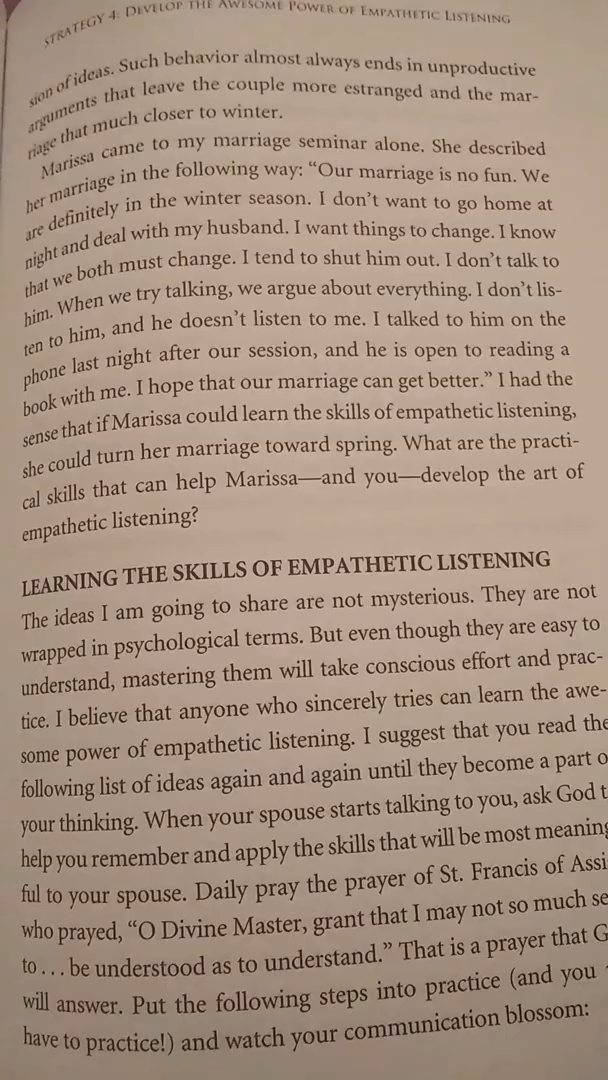 STRATEGY 4: DEVELOP THE AWESOME POWER OF EMPATHETIC LISTENING
sion of ideas. Such behavior almost always ends in unproductive
arguments that leave the couple more estranged and the mar-
riage that much closer to winter.
Marissa came to my marriage seminar alone. She described
her marriage in the following way: “Our marriage is no fun. We
are definitely in the winter season. I don’t want to go home at
night and deal with my husband. I want things to change. I know
that we both must change. I tend to shut him out. I don’t talk to
him. When we try talking, we argue about everything. I don’t lis-
ten to him, and he doesn’t listen to me. I talked to him on the
phone last night after our session, and he is open to reading a
book with me. I hope that our marriage can get better.” I had the
sense that if Marissa could learn the skills of empathetic listening,
she could turn her marriage toward spring. What are the practi-
cal skills that can help Marissa—and you—develop the art of
empathetic listening?
LEARNING THE SKILLS OF EMPATHETIC LISTENING
The ideas I am going to share are not mysterious. They are not
wrapped in psychological terms. But even though they are easy to
understand, mastering them will take conscious effort and prac-
tice. I believe that anyone who sincerely tries can learn the awe-
some power of empathetic listening. I suggest that you read the
following list of ideas again and again until they become a part o
your thinking. When your spouse starts talking to you, ask God t
help you remember and apply the skills that will be most meaning
ful to your spouse. Daily pray the prayer of St. Francis of Assi
who prayed, “O Divine Master, grant that I may not so much se
to . . . be understood as to understand.” That is a prayer that G
will answer. Put the following steps into practice (and you
have to practice!) and watch your communication blossom: